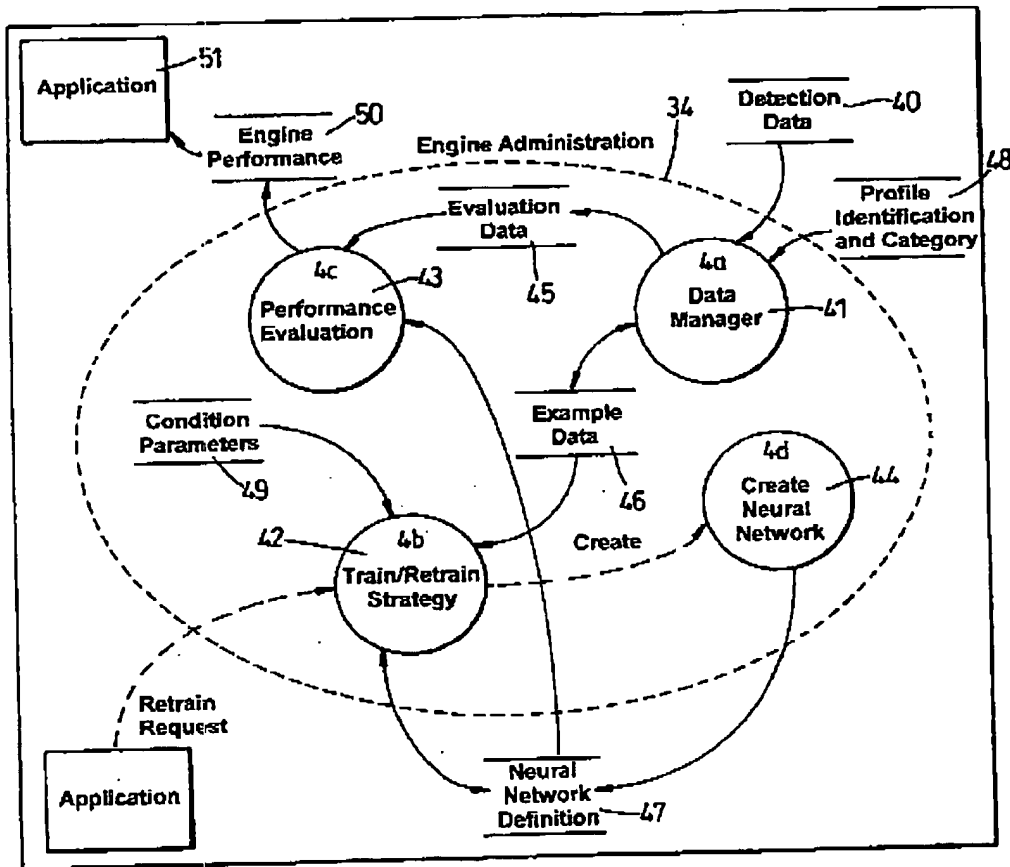 Application
51
Engine
Performance
50
Engine Administration
34
Detection
Data
40
Profile
Identification
and Category
48
Evaluation
Data
45
4c
Performance
Evaluation
43
4a
Data
Manager
41
Condition
Parameters
49
Example
Data
46
4d
Create
Neural
Network
44
42
4b
Train/Retrain
Strategy
Create
Retrain
Request
Application
Neural
Network
Definition
47